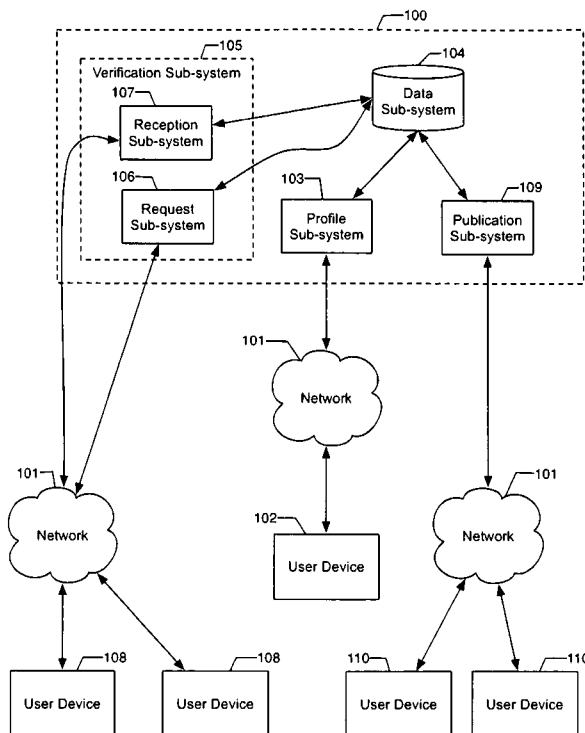 100
105
Verification Sub-system
104
Data
Sub-system
107
Reception
Sub-system
106
Request
Sub-system
103
Profile
Sub-system
109
Publication
Sub-system
101
Network
101
Network
101
Network
102
User Device
108
User Device
108
User Device
110
User Device
110
User Device